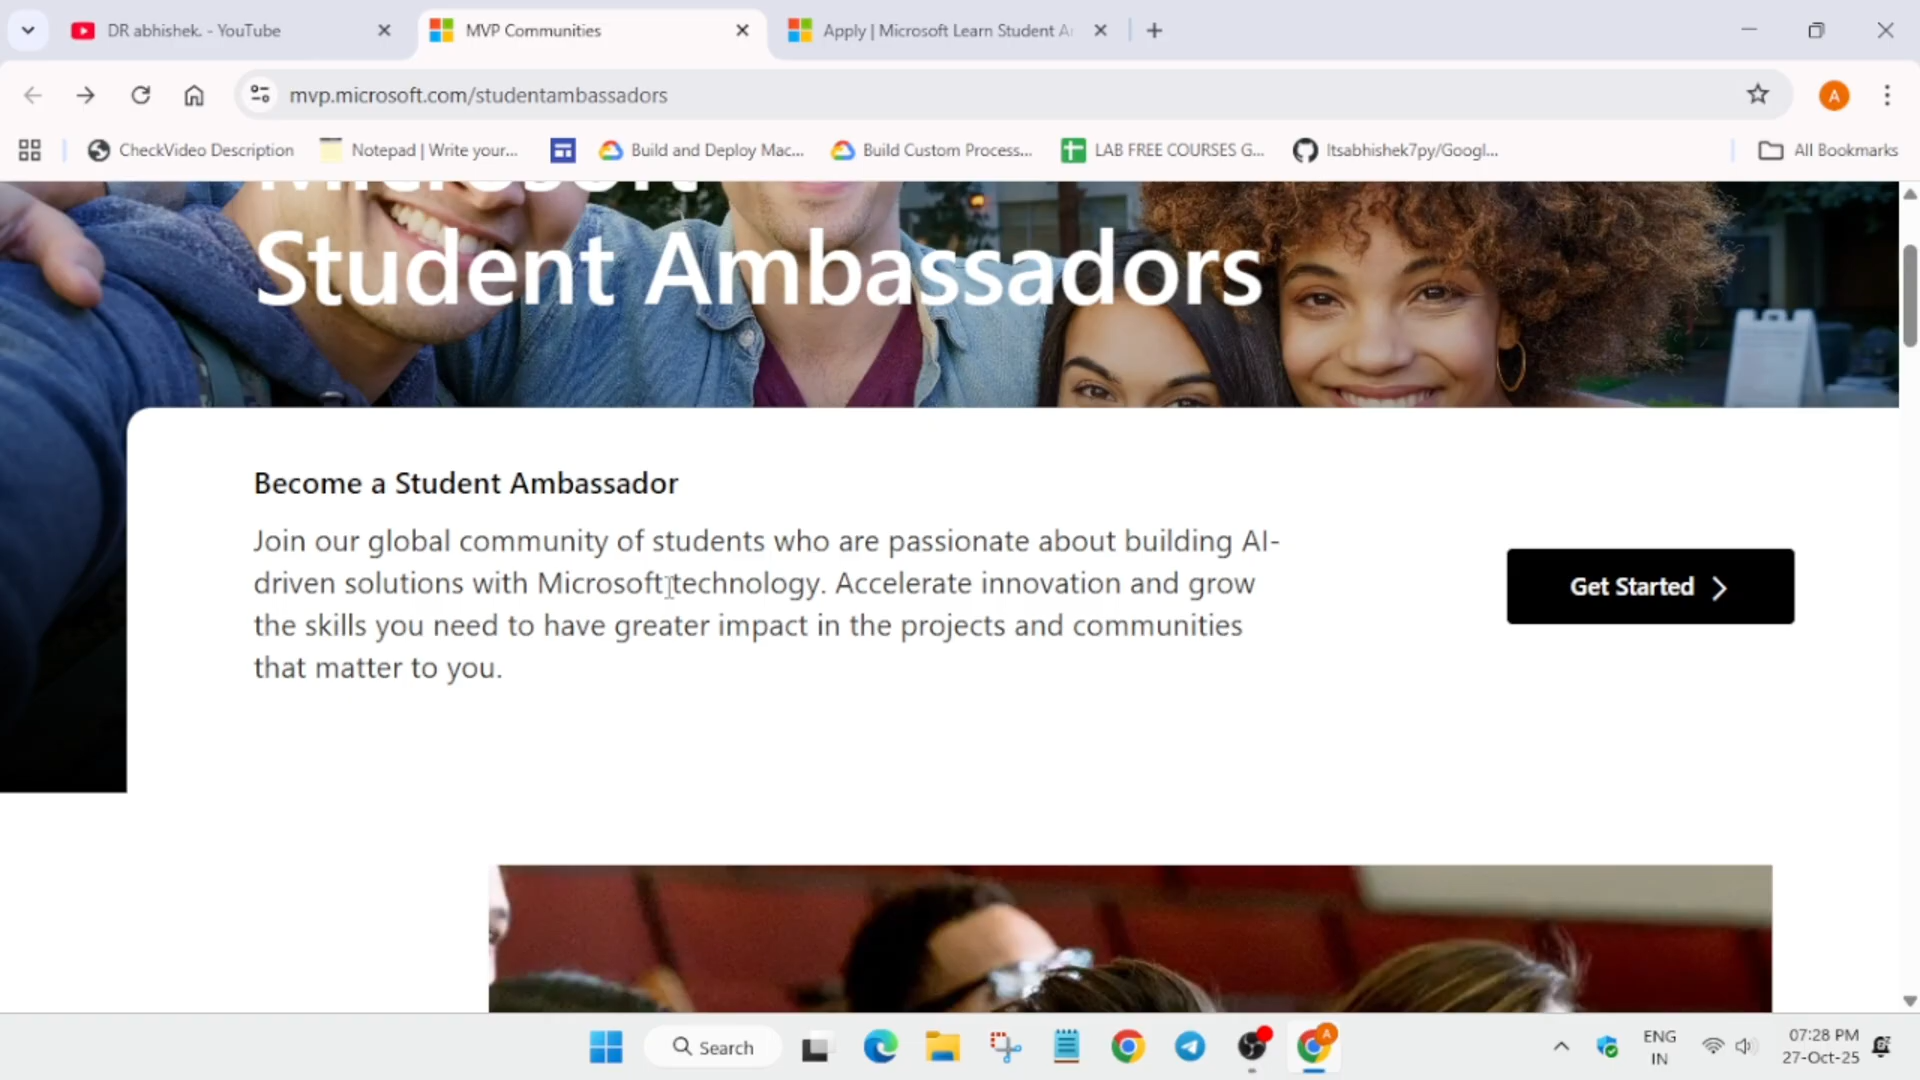 DR abhishek. - YouTube
MVP Communities
Apply | Microsoft Learn Student A
mvp.microsoft.com/studentambassadors
A
CheckVideo Description
Notepad | Write your...
Build and Deploy Mac...
Build Custom Process...
LAB FREE COURSES G...
Itsabhishek7py/Googl...
All Bookmarks
Microsoft
Student Ambassadors
Become a Student Ambassador
Join our global community of students who are passionate about building AI-
driven solutions with Microsoft technology. Accelerate innovation and grow
the skills you need to have greater impact in the projects and communities
that matter to you.
Get Started
Search
A
ENG
IN
07:28 PM
27-Oct-25